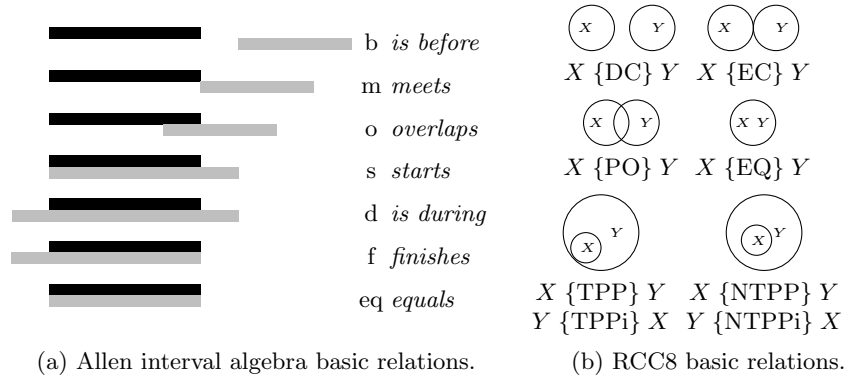 b is before
m meets
o overlaps
s starts
d is during
f finishes
eq equals
(a) Allen interval algebra basic relations.
X Y X Y
X {DC} Y X {EC} Y
X Y X Y
X {PO} Y X {EQ} Y
X Y X Y
X {TPP} Y X {NTPP} Y
Y {TPPi} X Y {NTPPi} X
(b) RCC8 basic relations.